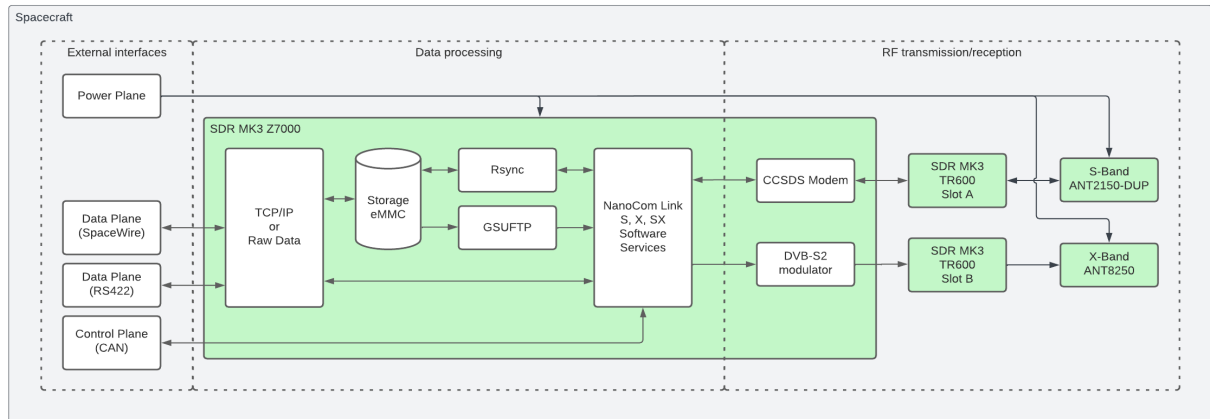 Spacecraft
External interfaces
Data processing
RF transmission/reception
Power Plane
SDR MK3 Z7000
TCP/IP
or
Raw Data
Storage
eMMC
Rsync
GSUFTP
NanoCom Link
S, X, SX
Software
Services
CCSDS Modem
DVB-S2
modulator
SDR MK3
TR600
Slot A
S-Band
ANT2150-DUP
SDR MK3
TR600
Slot B
X-Band
ANT8250
Data Plane
(SpaceWire)
Data Plane
(RS422)
Control Plane
(CAN)